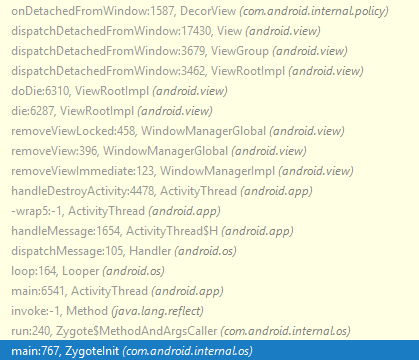 onDetachedFromWindow:1587, DecorView (com.android.internal.policy)
dispatchDetachedFromWindow:17430, View (android.view)
dispatchDetachedFromWindow:3679, ViewGroup (android.view)
dispatchDetachedFromWindow:3462, ViewRootImpl (android.view)
doDie:6310, ViewRootImpl (android.view)
die:6287, ViewRootImpl (android.view)
removeViewLocked:458, WindowManagerGlobal (android.view)
removeView:396, WindowManagerGlobal (android.view)
removeViewImmediate:123, WindowManagerImpl (android.view)
handleDestroyActivity:4478, ActivityThread (android.app)
-wrap5:-1, ActivityThread (android.app)
handleMessage:1654, ActivityThread$H (android.app)
dispatchMessage:105, Handler (android.os)
loop:164, Looper (android.os)
main:6541, ActivityThread (android.app)
invoke:-1, Method (java.lang.reflect)
run:240, Zygote$MethodAndArgsCaller (com.android.internal.os)
main:767, ZygoteInit (com.android.internal.os)